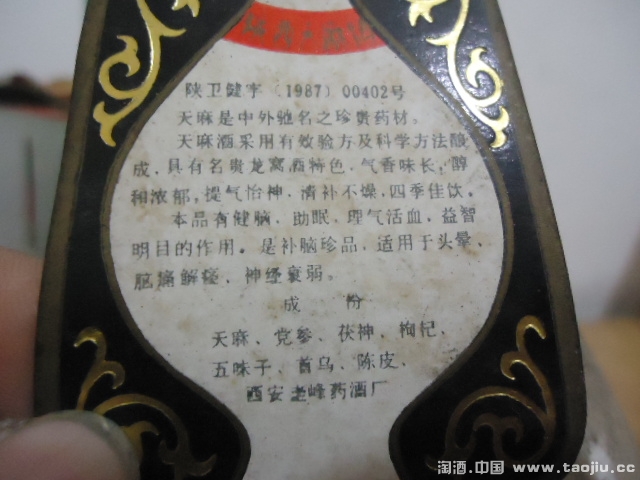 陕卫健字（1987）00402号
天麻是中外驰名之珍贵药材。
天麻酒采用有效验方及科学方法酿
成，具有名贵龙窝酒特色，气香味长，醇
和浓郁，提气怡神，清补不燥，四季佳饮。
本品有健脑，助眠，理气活血，益智
明目的作用。是补脑珍品，适用于头晕、
脑痛解痉，神经衰弱。
成份
天麻、党参、茯神、枸杞、
五味子、首乌、陈皮、
西安 峰药酒厂
淘酒.中国 www.taojiu.cc